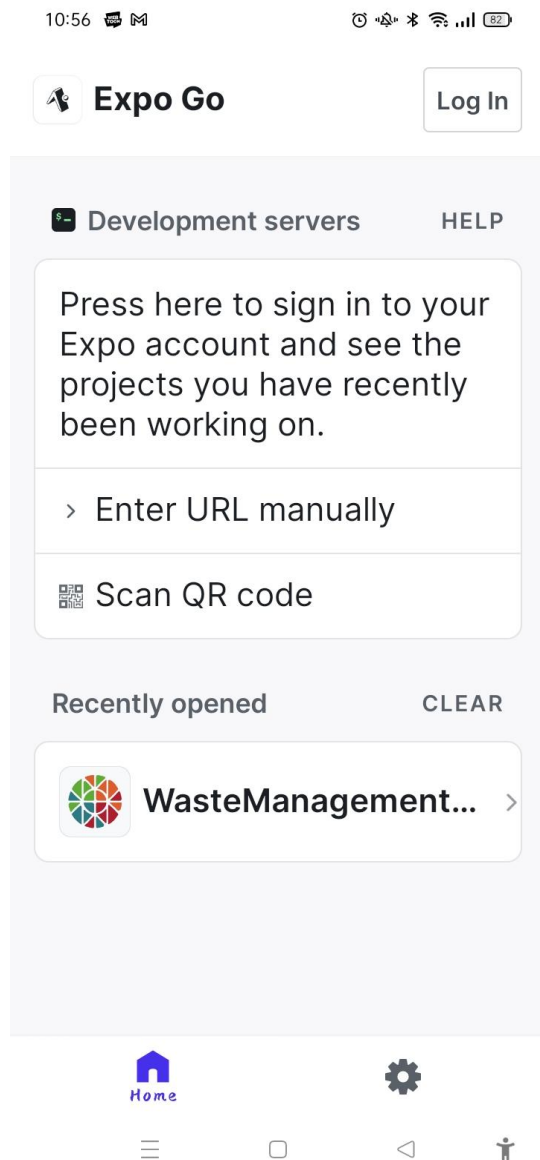 10:56
82
Expo Go
Log In
$
Development servers
HELP
Press here to sign in to your
Expo account and see the
projects you have recently
been working on.
Enter URL manually
Scan QR code
Recently opened
CLEAR
WasteManagement...
Home